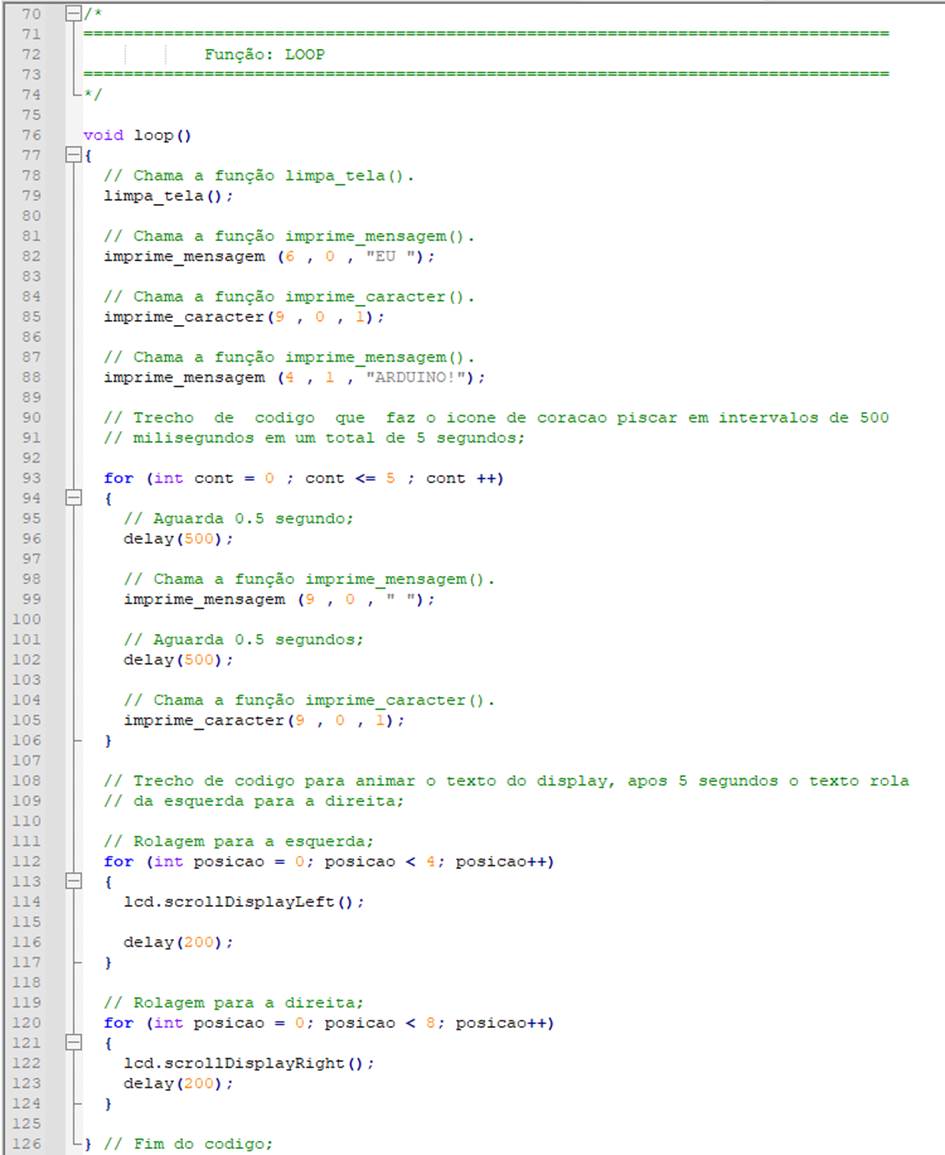 70 /*
71 ================================================================================
72 Função: LOOP
73 ================================================================================
74 */
75
76 void loop()
77 {
78 // Chama a função limpa_tela().
79 limpa_tela();
80
81 // Chama a função imprime_mensagem().
82 imprime_mensagem (6 , 0 , "EU ");
83
84 // Chama a função imprime_caracter().
85 imprime_caracter(9 , 0 , 1);
86
87 // Chama a função imprime_mensagem().
88 imprime_mensagem (4 , 1 , "ARDUINO!");
89
90 // Trecho  de  codigo  que  faz o icone de coracao piscar em intervalos de 500
91 // milisegundos em um total de 5 segundos;
92
93 for (int cont = 0 ; cont <= 5 ; cont ++)
94 {
95 // Aguarda 0.5 segundo;
96 delay(500);
97
98 // Chama a função imprime_mensagem().
99 imprime_mensagem (9 , 0 , " ");
100
101 // Aguarda 0.5 segundos;
102 delay(500);
103
104 // Chama a função imprime_caracter().
105 imprime_caracter(9 , 0 , 1);
106 }
107
108 // Trecho de codigo para animar o texto do display, apos 5 segundos o texto rola
109 // da esquerda para a direita;
110
111 // Rolagem para a esquerda;
112 for (int posicao = 0; posicao < 4; posicao++)
113 {
114 lcd.scrollDisplayLeft();
115
116 delay(200);
117 }
118
119 // Rolagem para a direita;
120 for (int posicao = 0; posicao < 8; posicao++)
121 {
122 lcd.scrollDisplayRight();
123 delay(200);
124 }
125
126 } // Fim do codigo;